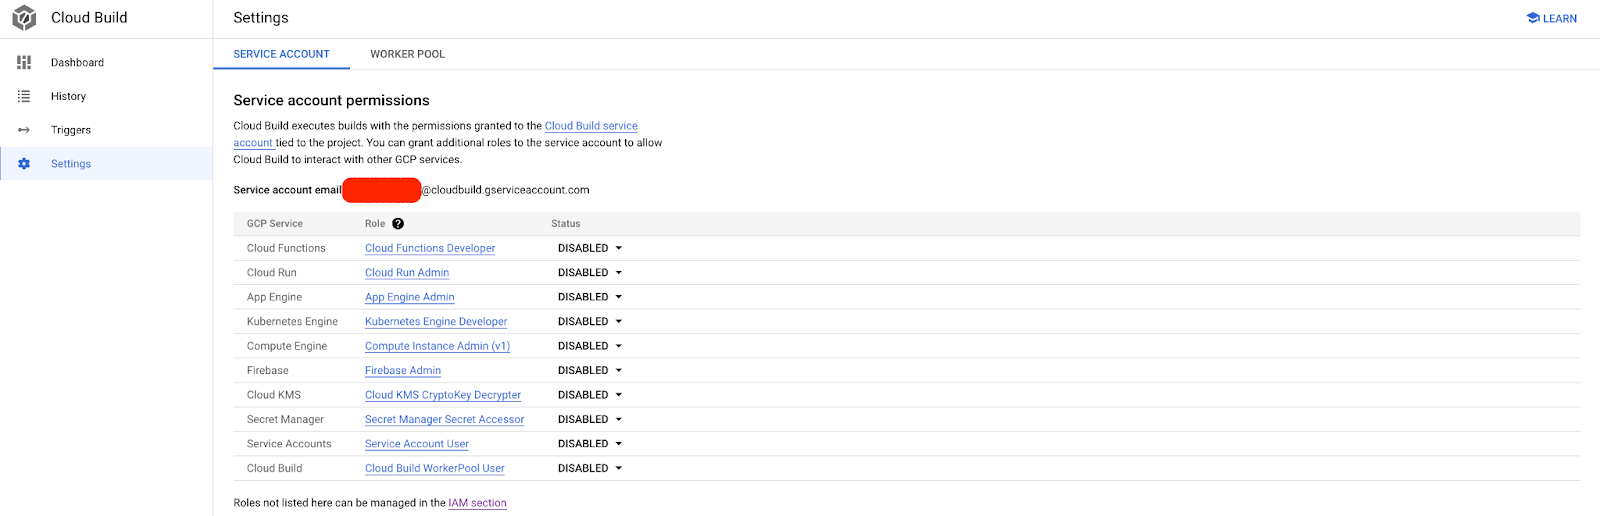 Cloud Build
Settings
LEARN
Dashboard
History
Triggers
Settings
SERVICE ACCOUNT WORKER POOL
Service account permissions
Cloud Build executes builds with the permissions granted to the Cloud Build service
account tied to the project. You can grant additional roles to the service account to allow
Cloud Build to interact with other GCP services.
Service account email @cloudbuild.gserviceaccount.com
GCP Service Role ? Status
Cloud Functions Cloud Functions Developer DISABLED
Cloud Run Cloud Run Admin DISABLED
App Engine App Engine Admin DISABLED
Kubernetes Engine Kubernetes Engine Developer DISABLED
Compute Engine Compute Instance Admin (v1) DISABLED
Firebase Firebase Admin DISABLED
Cloud KMS Cloud KMS CryptoKey Decrypter DISABLED
Secret Manager Secret Manager Secret Accessor DISABLED
Service Accounts Service Account User DISABLED
Cloud Build Cloud Build WorkerPool User DISABLED
Roles not listed here can be managed in the IAM section